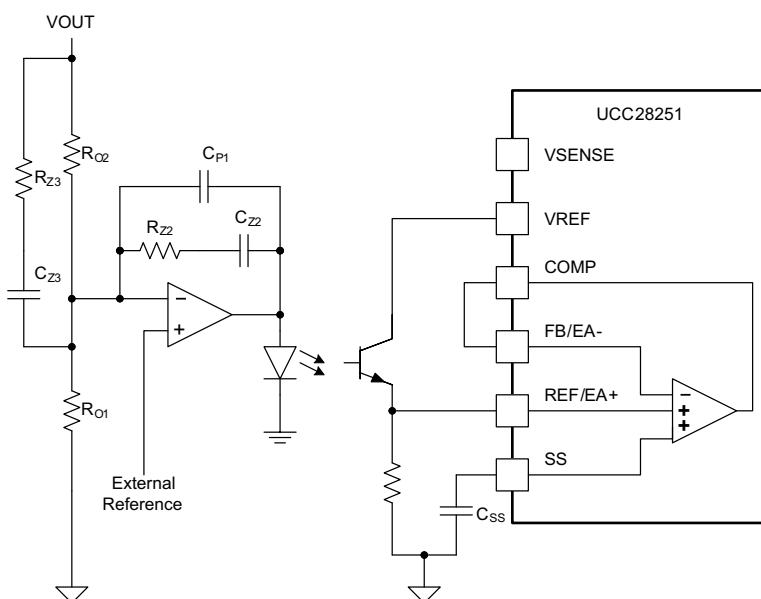 VOUT
UCC28251
VSENSE
VREF
COMP
FB/EA-
REF/EA+
SS
RZ3
RO2
CP1
RZ2
CZ2
CZ3
RO1
External
Reference
CSS
−
+
−
+
+